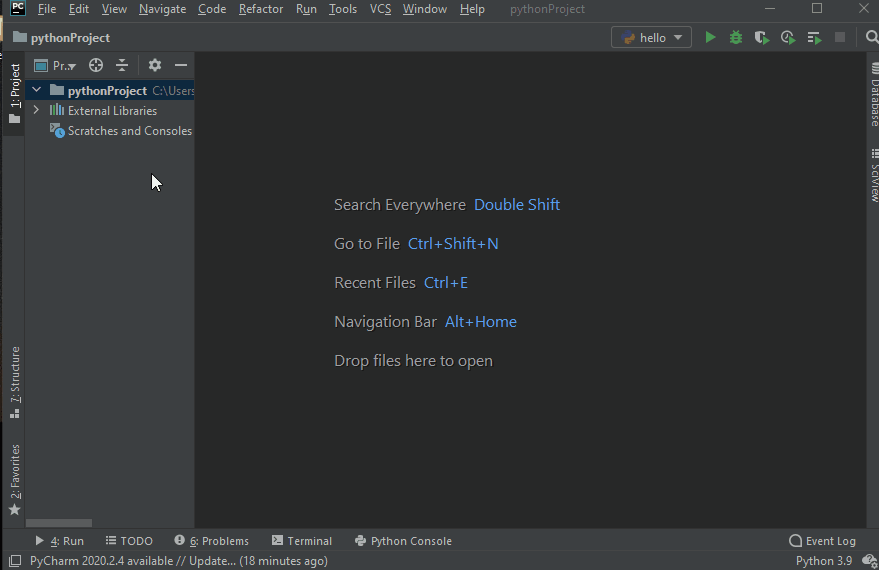 PC File Edit View Navigate Code Refactor Run Tools VCS Window Help pythonProject
pythonProject
hello
1: Project
Pr..
pythonProject C:\Users
External Libraries
Scratches and Consoles
Search Everywhere Double Shift
Go to File Ctrl+Shift+N
Recent Files Ctrl+E
Navigation Bar Alt+Home
Drop files here to open
Database
SciView
7: Structure
2: Favorites
4: Run TODO 6: Problems Terminal Python Console Event Log
PyCharm 2020.2.4 available // Update... (18 minutes ago) Python 3.9